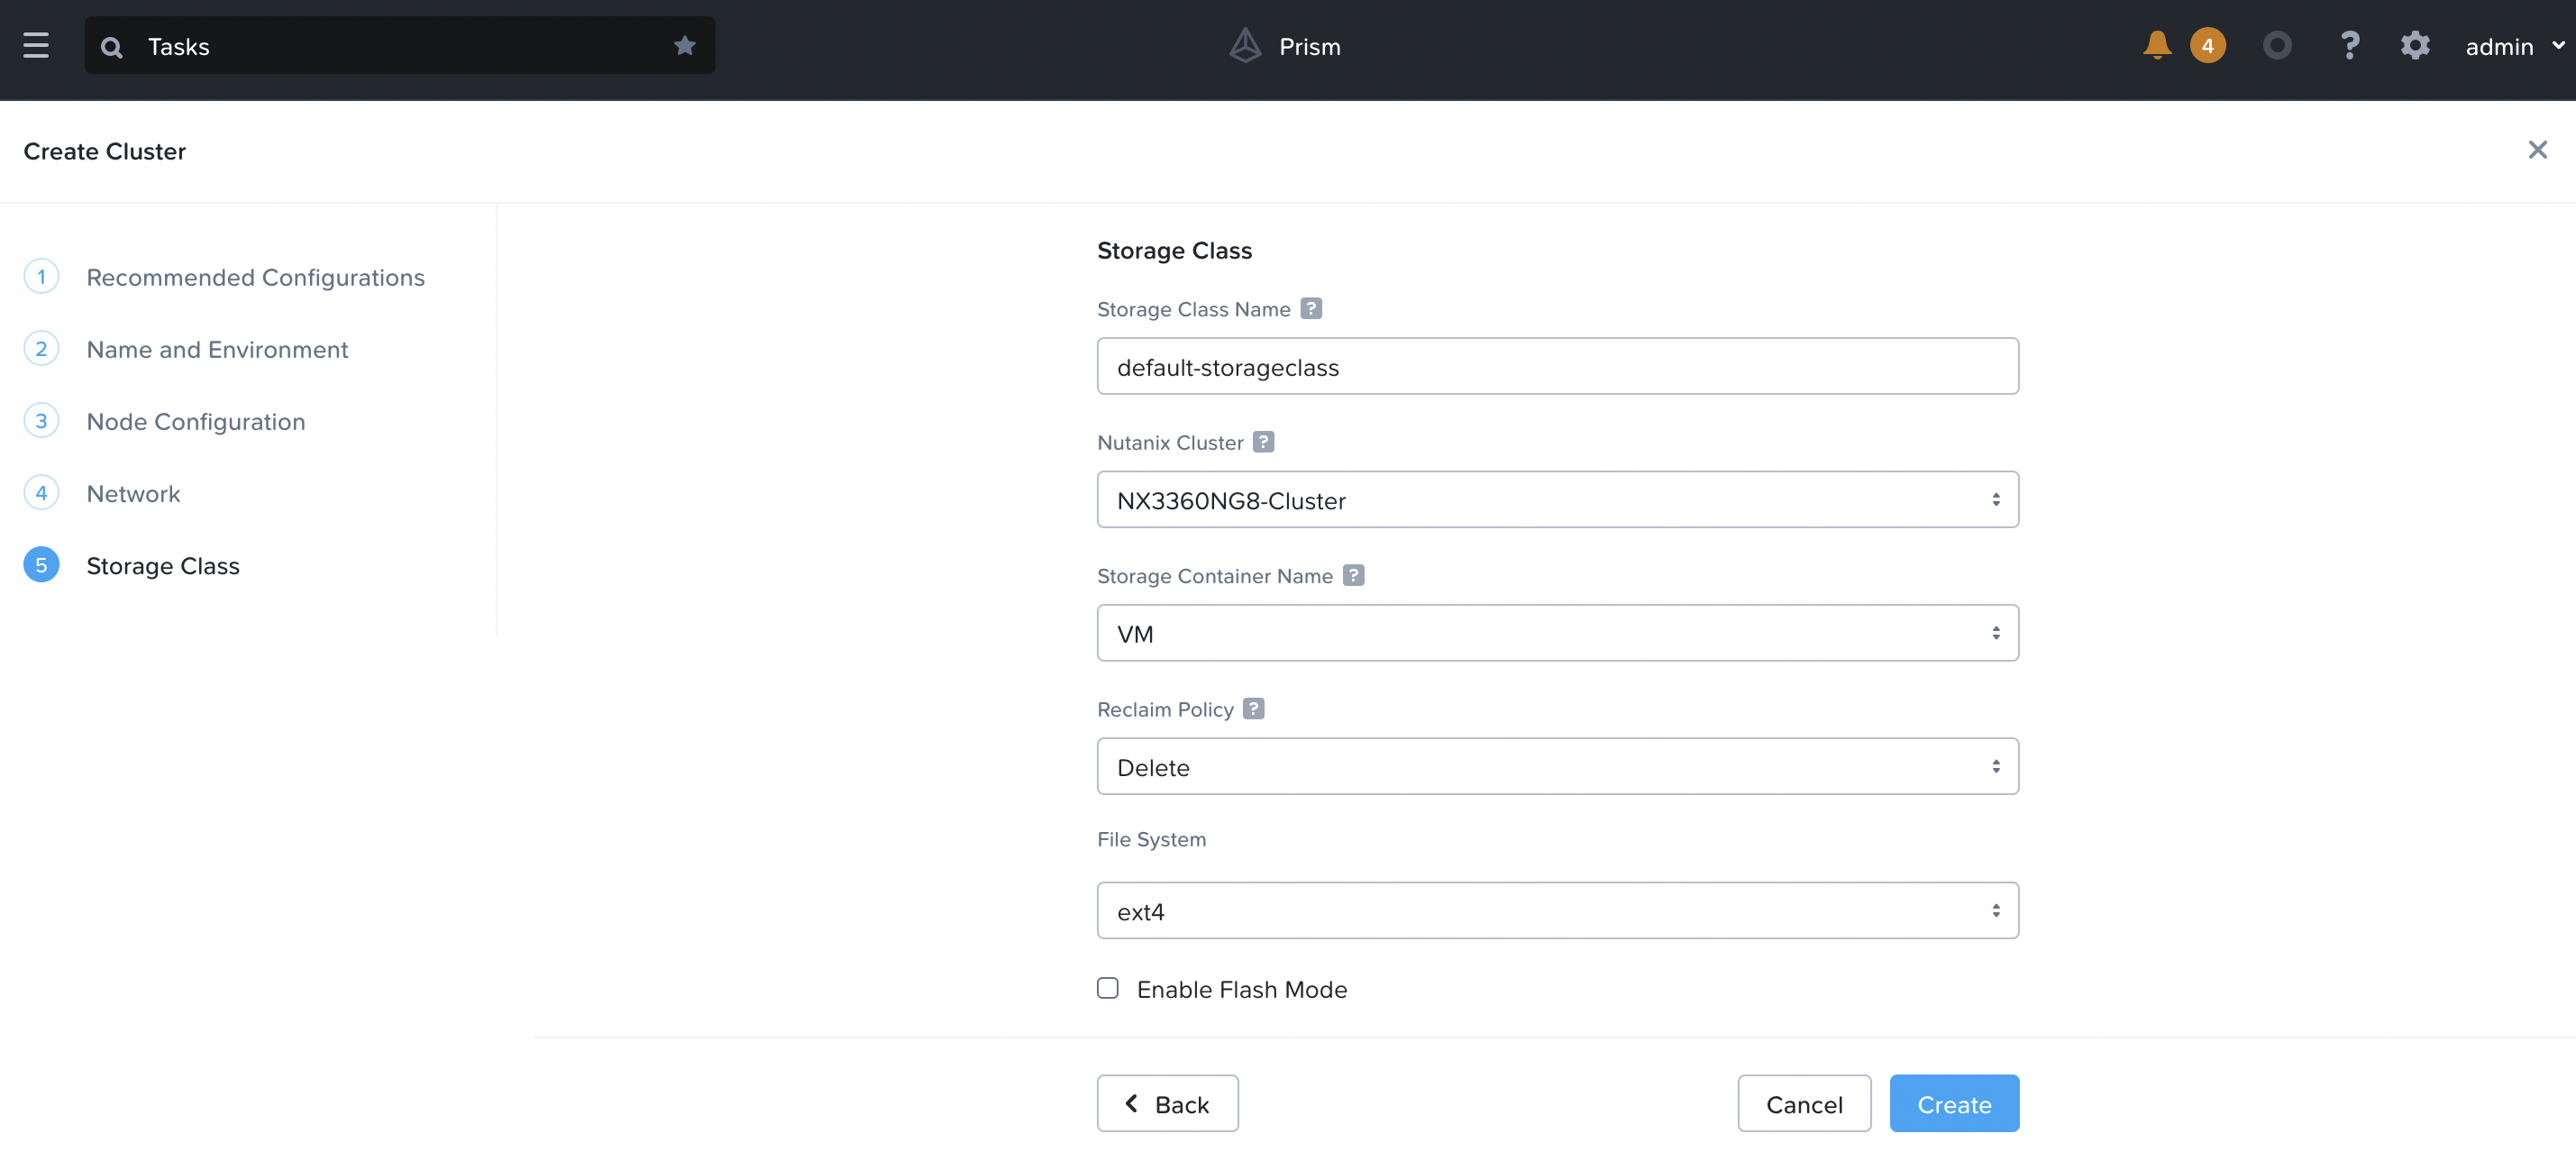 Tasks
Prism
4
?
admin
Create Cluster
1 Recommended Configurations
2 Name and Environment
3 Node Configuration
4 Network
5 Storage Class
Storage Class
Storage Class Name ?
default-storageclass
Nutanix Cluster ?
NX3360NG8-Cluster
Storage Container Name ?
VM
Reclaim Policy ?
Delete
File System
ext4
Enable Flash Mode
Back
Cancel
Create